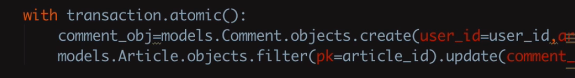 with transaction.atomic():
comment_obj=models.Comment.objects.create(user_id=user_id,
models.Article.objects.filter(pk=article_id).update(comment_